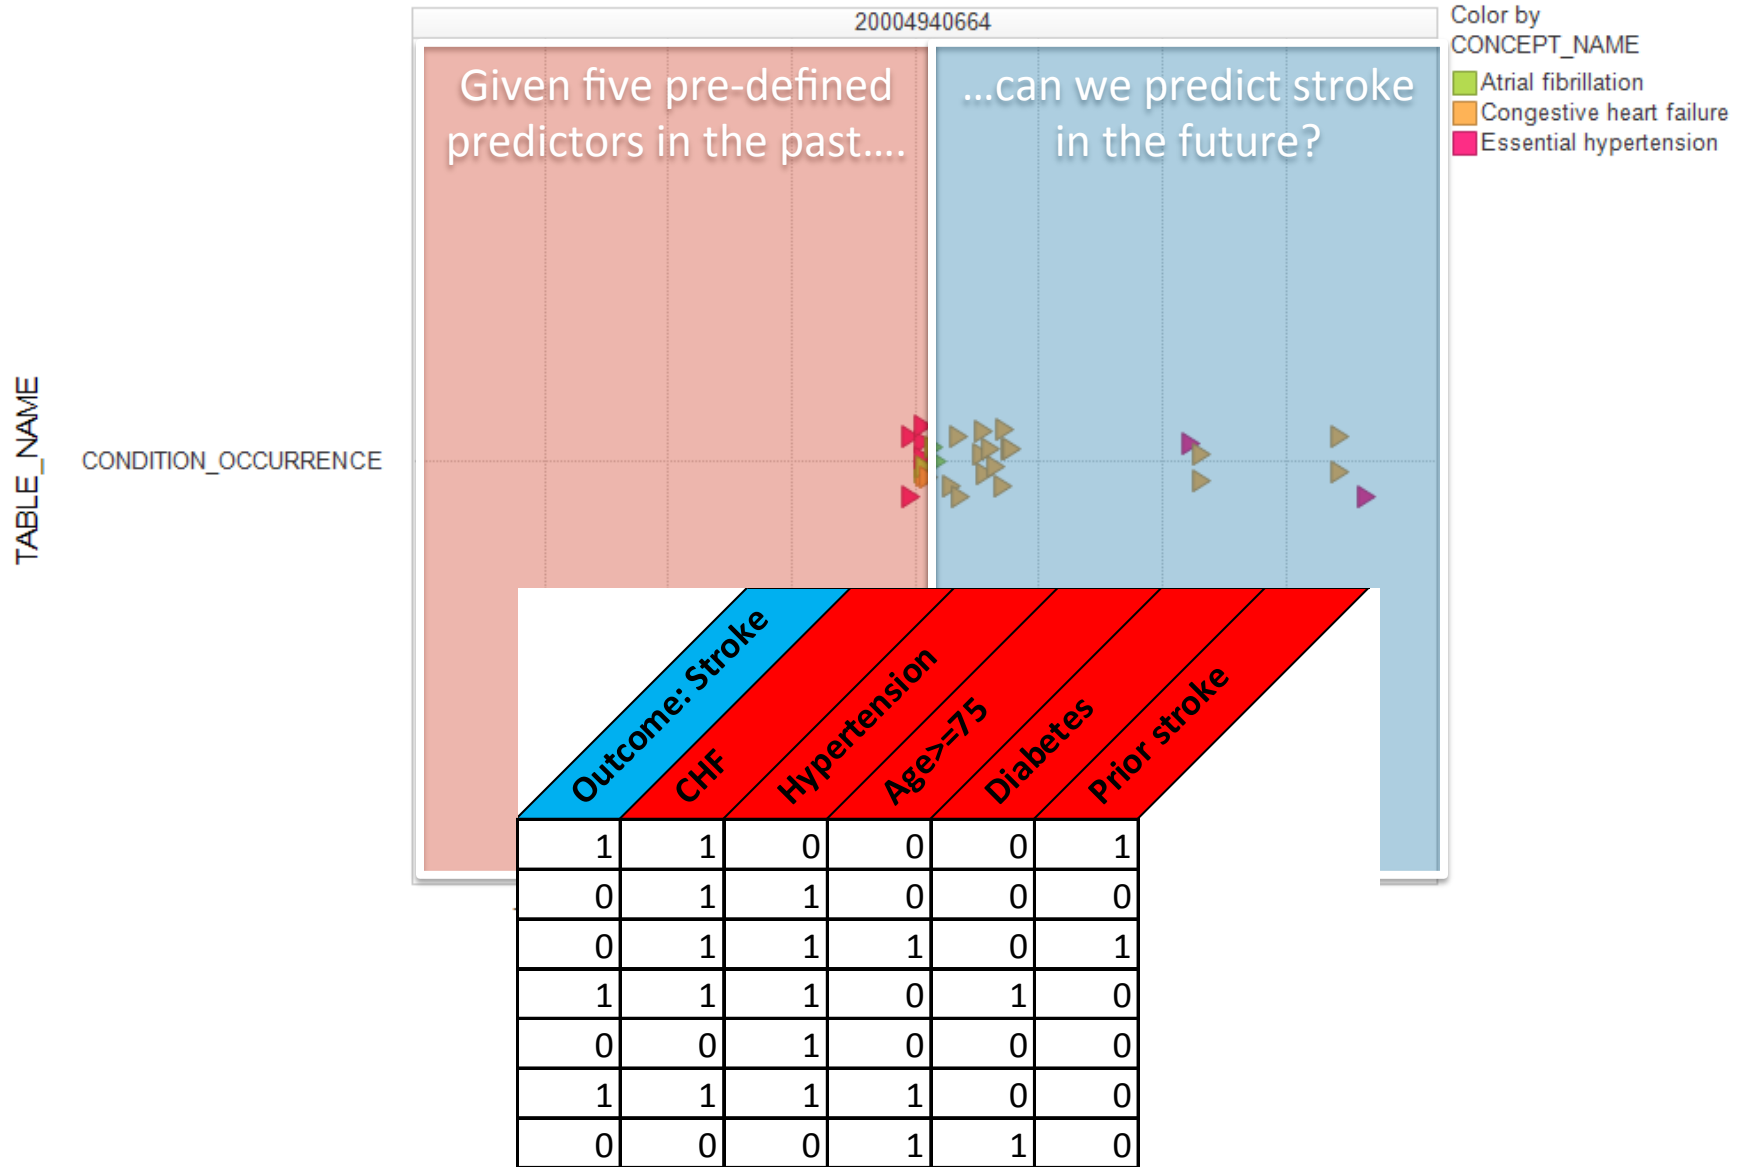 20004940664
Given five pre-defined
predictors in the past....
...can we predict stroke
in the future?
Color by
CONCEPT_NAME
Atrial fibrillation
Congestive heart failure
Essential hypertension
TABLE_NAME
CONDITION_OCCURRENCE
Outcome: Stroke CHF Hypertension Age>=75 Diabetes Prior stroke
1 1 0 0 0 1
0 1 1 0 0 0
0 1 1 1 0 1
1 1 1 0 1 0
0 0 1 0 0 0
1 1 1 1 0 0
0 0 0 1 1 0